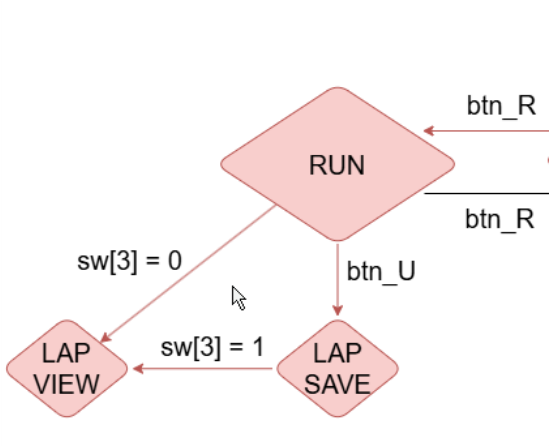 btn_R
RUN
btn_R
sw[3] = 0
btn_U
sw[3] = 1
LAP
VIEW
LAP
SAVE